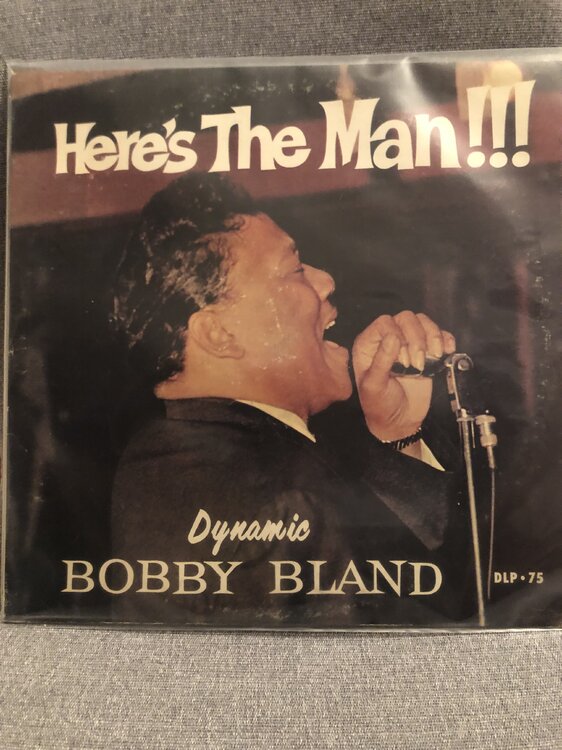 Here's The Man!!!
Dynamic
BOBBY BLAND
DLP • 75